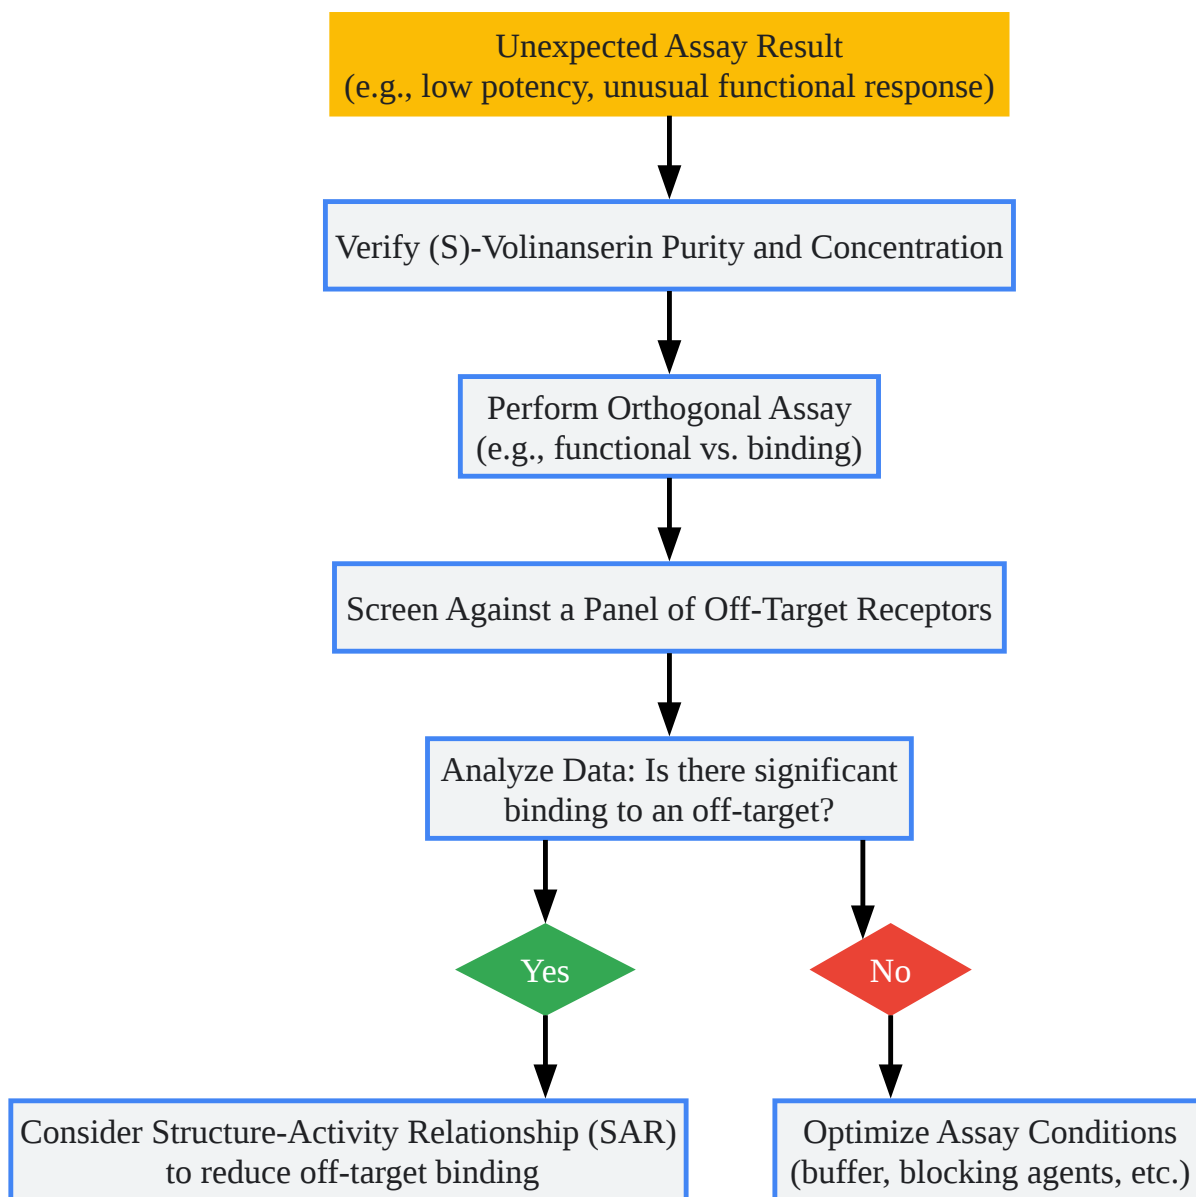 Unexpected Assay Result
(e.g., low potency, unusual functional response)
Verify (S)-Volinanserin Purity and Concentration
Perform Orthogonal Assay
(e.g., functional vs. binding)
Screen Against a Panel of Off-Target Receptors
Analyze Data: Is there significant
binding to an off-target?
Yes
No
Consider Structure-Activity Relationship (SAR)
to reduce off-target binding
Optimize Assay Conditions
(buffer, blocking agents, etc.)